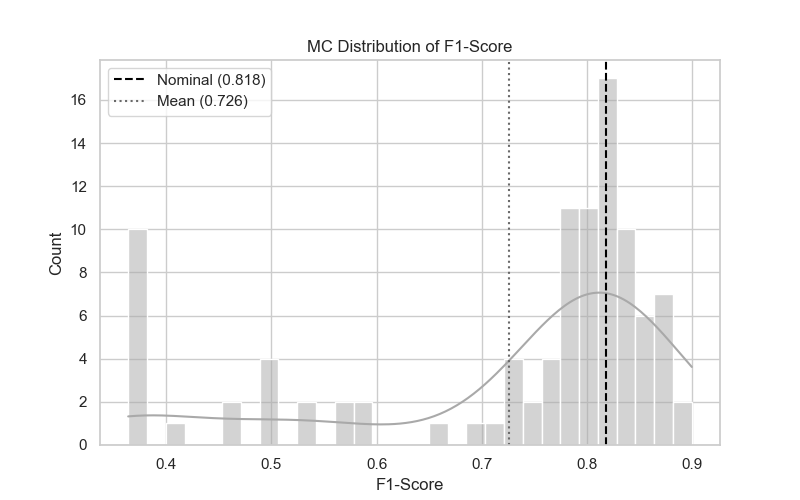 MC Distribution of F1-Score
Nominal (0.818)
Mean (0.726)
Count
16
14
12
10
8
6
4
2
0
0.4 0.5 0.6 0.7 0.8 0.9
F1-Score